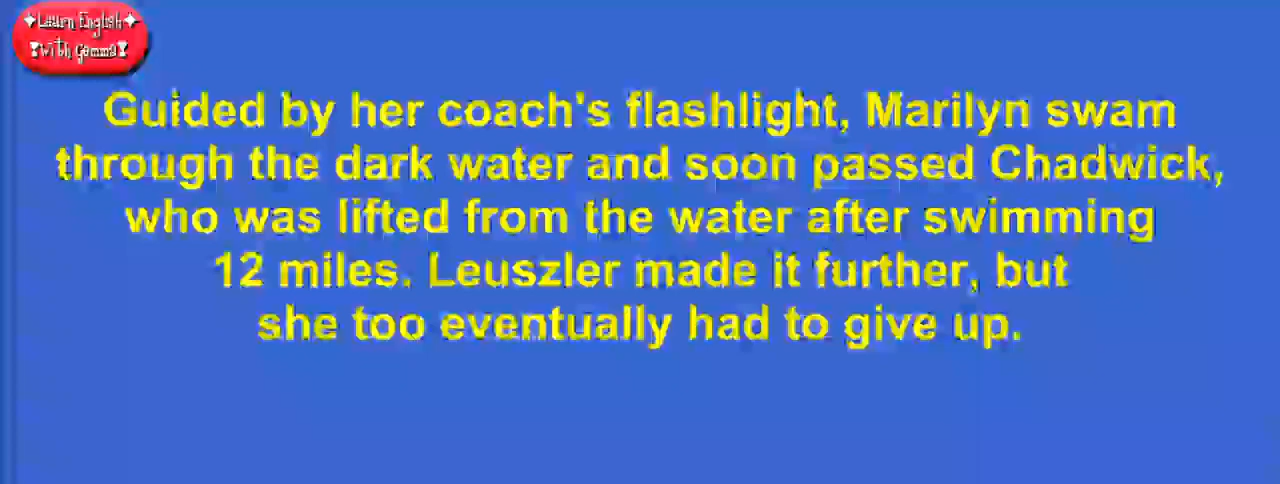 Learn English
with Gemma
Guided by her coach's flashlight, Marilyn swam
through the dark water and soon passed Chadwick,
who was lifted from the water after swimming
12 miles. Leuszler made it further, but
she too eventually had to give up.